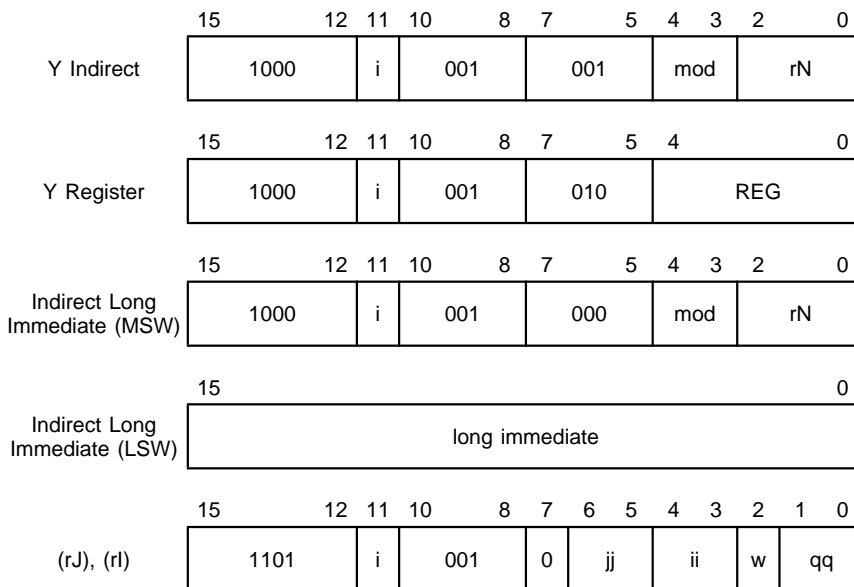 15 12 11 10 8 7 5 4 3 2 0
Y Indirect 1000 i 001 001 mod rN
15 12 11 10 8 7 5 4 0
Y Register 1000 i 001 010 REG
15 12 11 10 8 7 5 4 3 2 0
Indirect Long
Immediate (MSW) 1000 i 001 000 mod rN
15 0
Indirect Long
Immediate (LSW) long immediate
15 12 11 10 8 7 6 5 4 3 2 1 0
(rJ), (rI) 1101 i 001 0 jj ii w qq